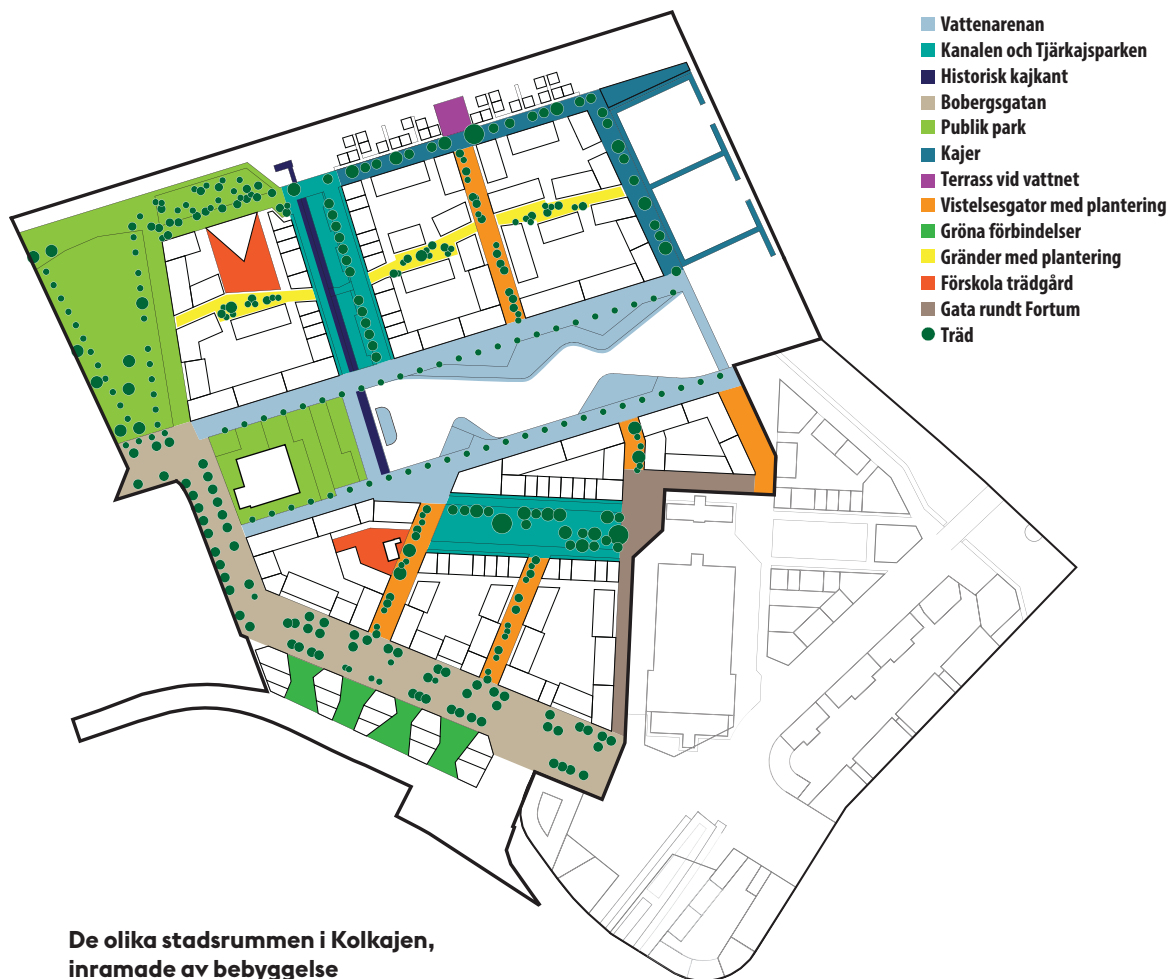 Vattenarenan
Kanalen och Tjärkajsparken
Historisk kajkant
Bobergsgatan
Publik park
Kajer
Terrass vid vattnet
Vistelsesgator med plantering
Gröna förbindelser
Gränder med plantering
Förskola trädgård
Gata rundt Fortum
Träd
De olika stadsrummen i Kolkajen,
inramade av bebyggelse